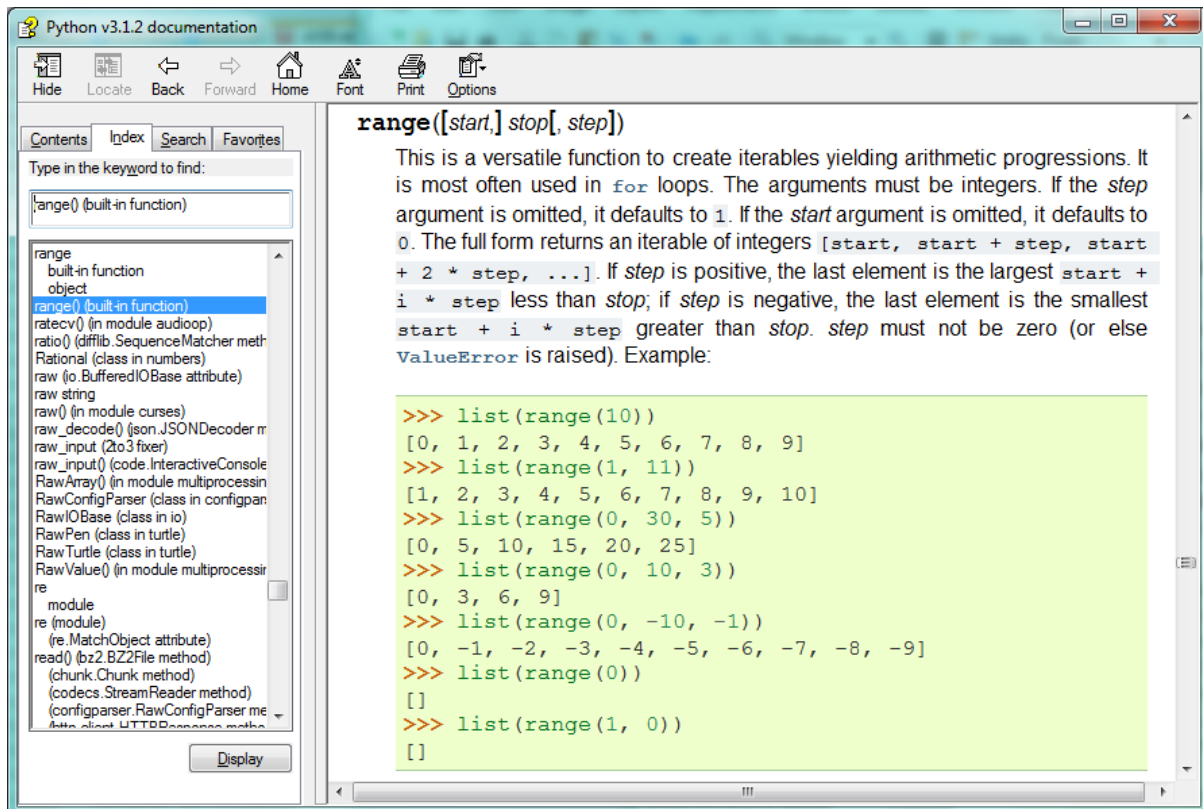 Python v3.1.2 documentation
Hide Locate Back Forward Home Font Print Options
Contents Index Search Favorites
Type in the keyword to find:
range() (built-in function)
range
built-in function
object
range() (built-in function)
ratecv() (in module audioop)
ratio() (difflib.SequenceMatcher meth
Rational (class in numbers)
raw (io.BufferedIOBase attribute)
raw string
raw() (in module curses)
raw_decode() (json.JSONDecoder m
raw_input (2to3 fixer)
raw_input() (code.InteractiveConsole
RawArray() (in module multiprocessin
RawConfigParser (class in configpars
RawIOBase (class in io)
RawPen (class in turtle)
RawTurtle (class in turtle)
RawValue() (in module multiprocessir
re
module
re (module)
(re.MatchObject attribute)
read() (bz2.BZ2File method)
(chunk.Chunk method)
(codecs.StreamReader method)
(configparser.RawConfigParser me
Display
range([start,] stop[, step])
This is a versatile function to create iterables yielding arithmetic progressions. It
is most often used in for loops. The arguments must be integers. If the step
argument is omitted, it defaults to 1. If the start argument is omitted, it defaults to
0. The full form returns an iterable of integers [start, start + step, start
+ 2 * step, ...]. If step is positive, the last element is the largest start +
i * step less than stop; if step is negative, the last element is the smallest
start + i * step greater than stop. step must not be zero (or else
ValueError is raised). Example:
>>> list(range(10))
[0, 1, 2, 3, 4, 5, 6, 7, 8, 9]
>>> list(range(1, 11))
[1, 2, 3, 4, 5, 6, 7, 8, 9, 10]
>>> list(range(0, 30, 5))
[0, 5, 10, 15, 20, 25]
>>> list(range(0, 10, 3))
[0, 3, 6, 9]
>>> list(range(0, -10, -1))
[0, -1, -2, -3, -4, -5, -6, -7, -8, -9]
>>> list(range(0))
[]
>>> list(range(1, 0))
[]